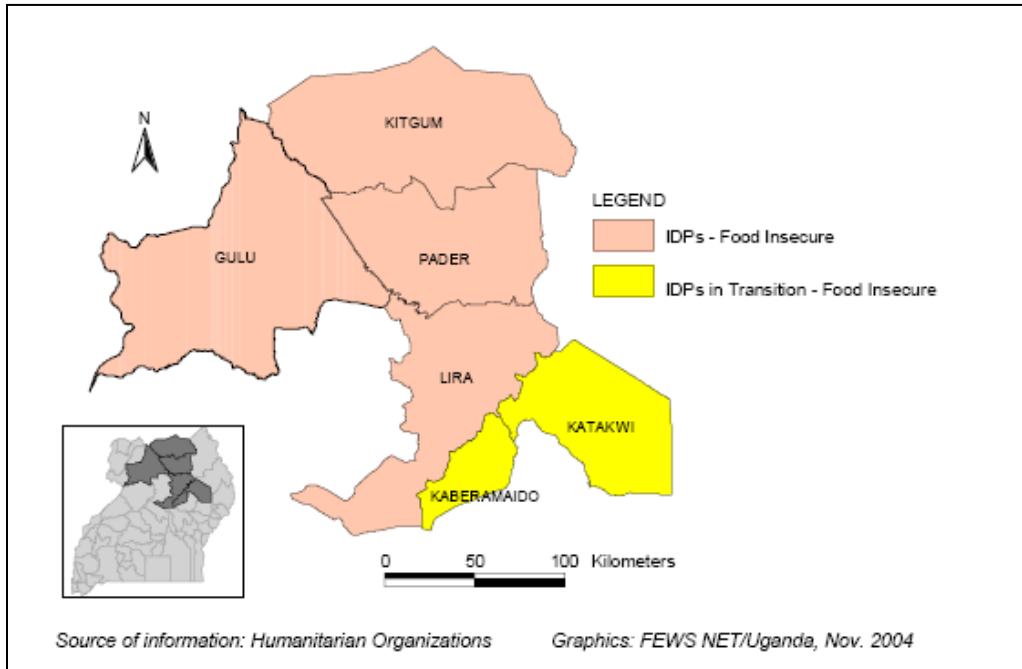 N
KITGUM
LEGEND
IDPs - Food Insecure
GULU
PADER
IDPs in Transition - Food Insecure
LIRA
KATAKWI
KABERAMAIDO
0 50 100 Kilometers
Source of information: Humanitarian Organizations Graphics: FEWS NET/Uganda, Nov. 2004